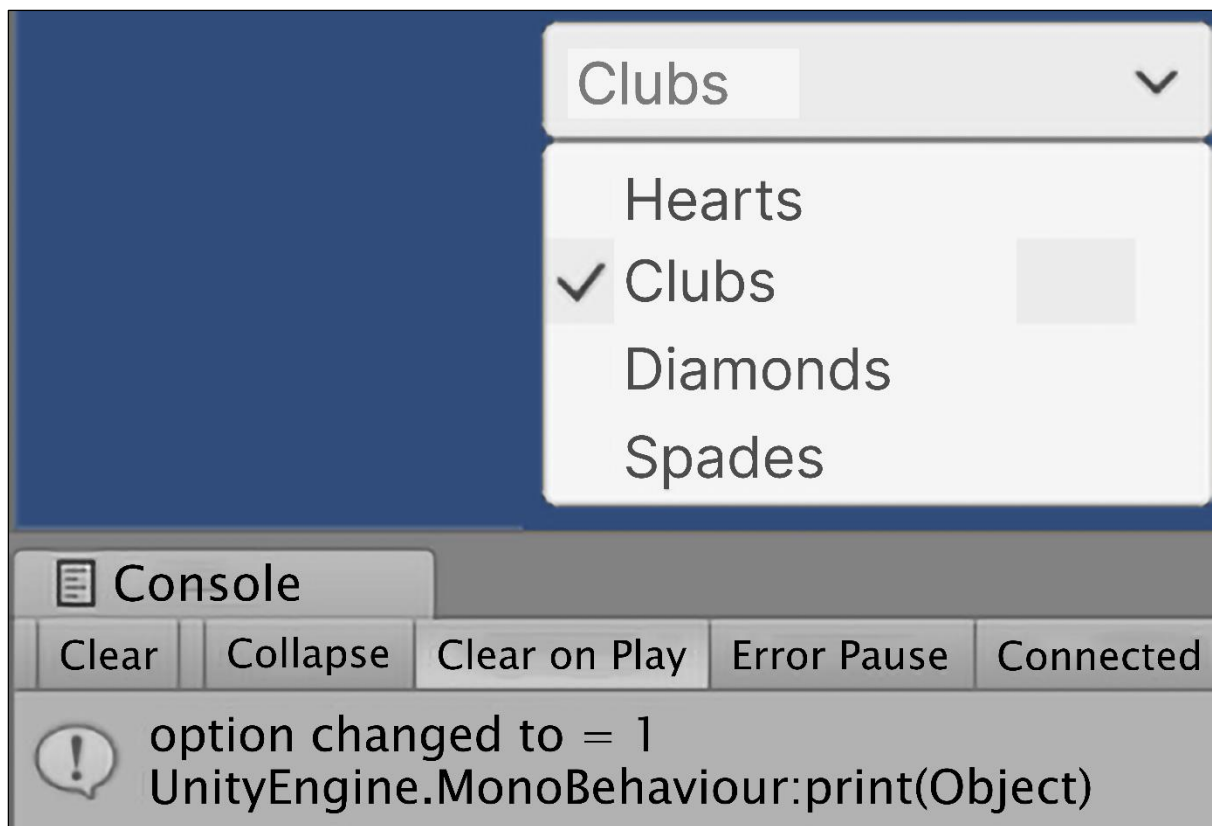 Clubs
Hearts
Clubs
Diamonds
Spades
Console
Clear Collapse Clear on Play Error Pause Connected
option changed to = 1
UnityEngine.MonoBehaviour:print(Object)